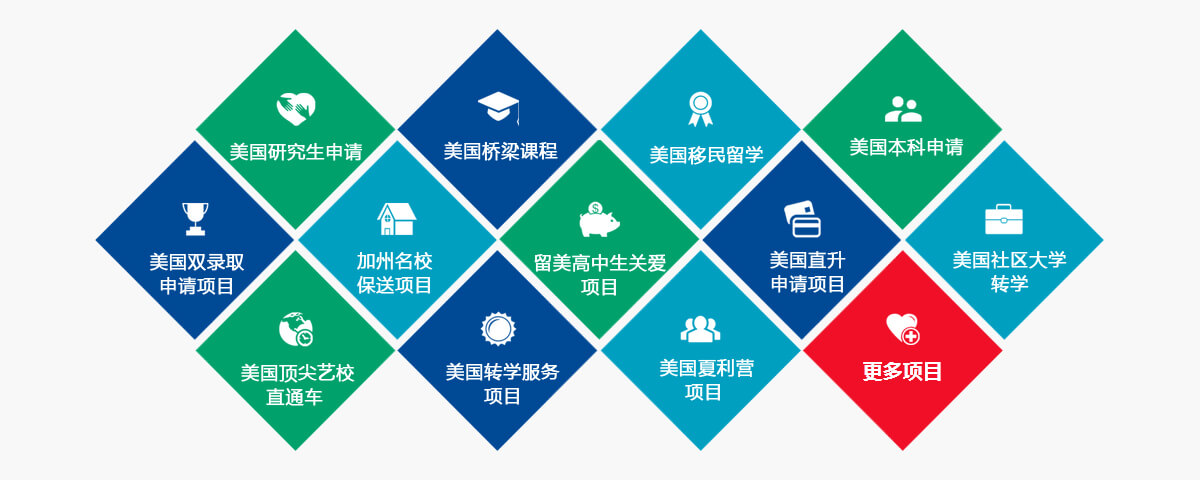 美国研究生申请
美国桥梁课程
美国移民留学
美国本科申请
美国双录取
申请项目
加州名校
保送项目
留美高中生关爱
项目
美国直升
申请项目
美国社区大学
转学
美国顶尖艺校
直通车
美国转学服务
项目
美国夏利营
项目
更多项目